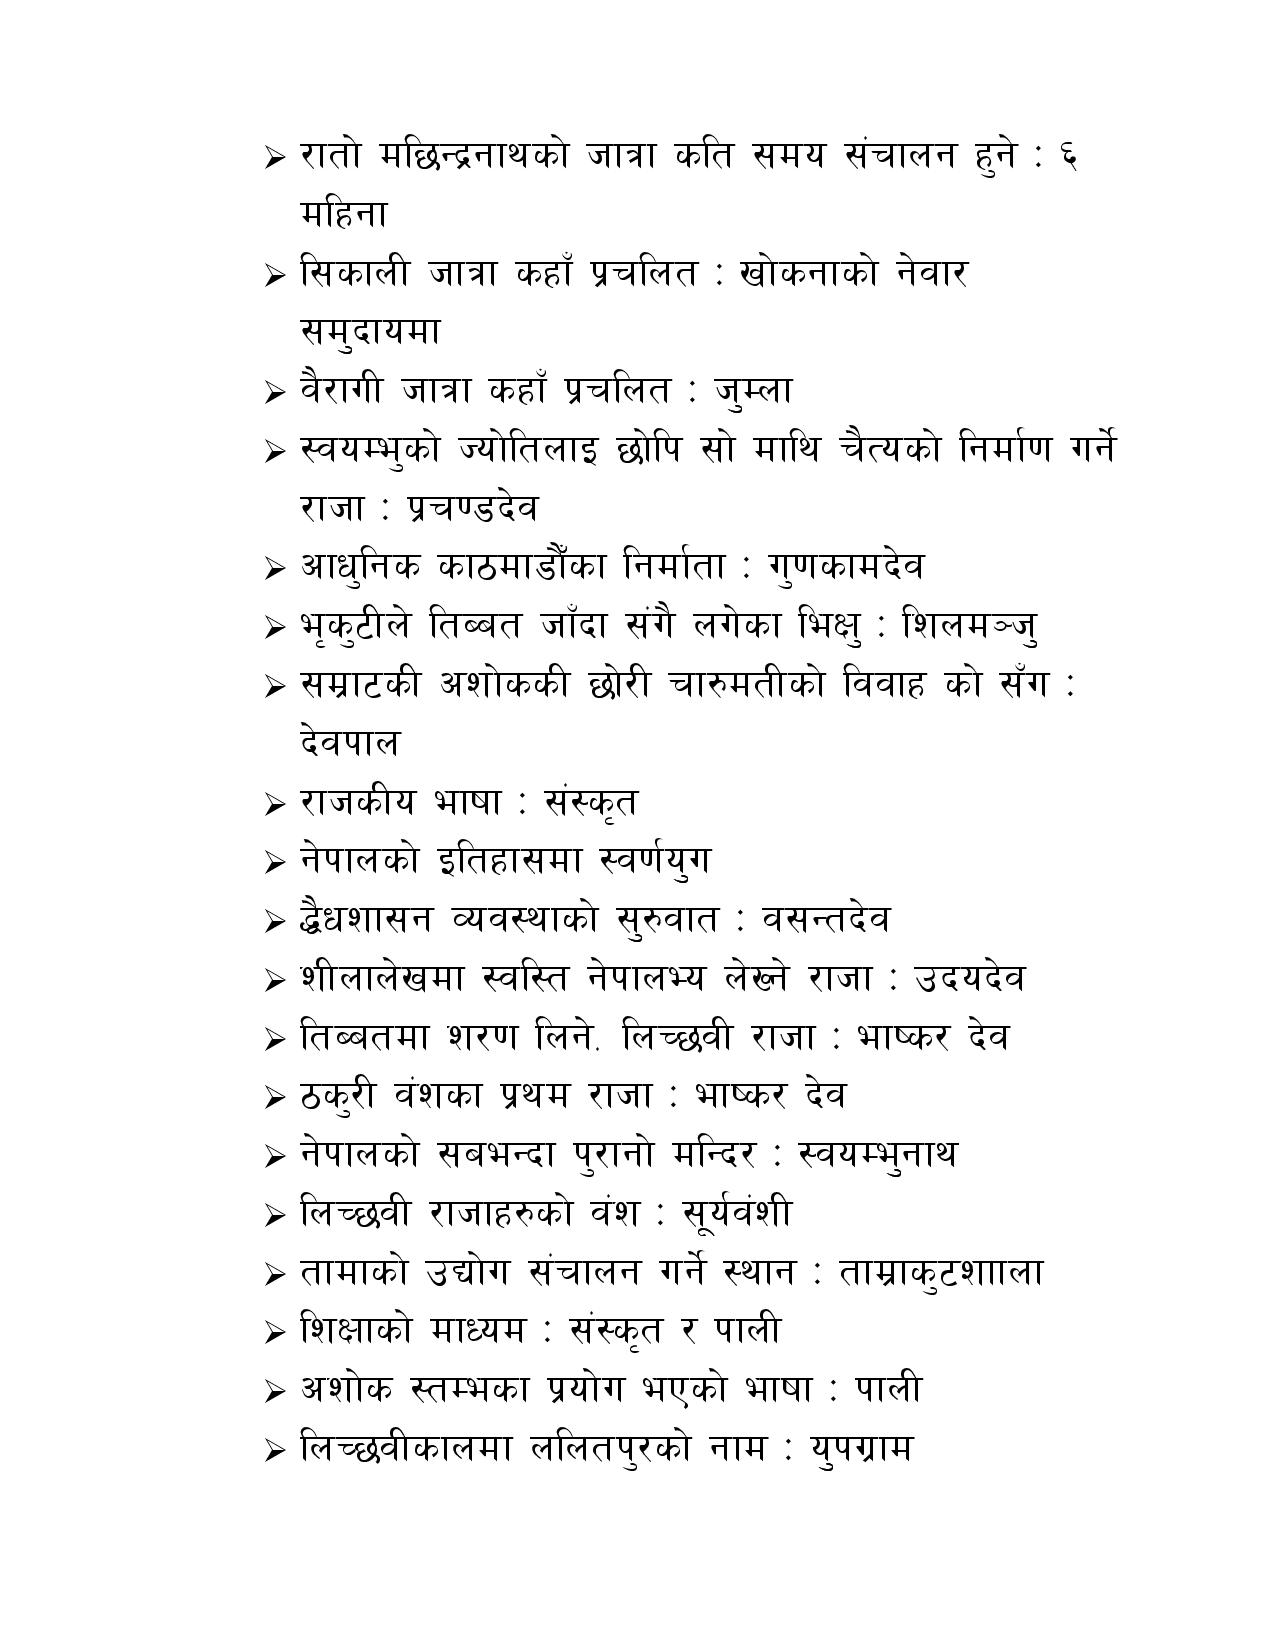 ➢ रातो मछिन्द्रनाथको जात्रा कति समय संचालन हुने : ६
महिना
➢ सिकाली जात्रा कहाँ प्रचलित : खोकनाको नेवार
समुदायमा
➢ वैरागी जात्रा कहाँ प्रचलित : जुम्ला
➢ स्वयम्भुको ज्योतिलाइ छोपि सो माथि चैत्यको निर्माण गर्ने
राजा : प्रचण्डदेव
➢ आधुनिक काठमाडौँका निर्माता : गुणकामदेव
➢ भृकुटीले तिब्बत जाँदा संगै लगेका भिक्षु : शिलमञ्जु
➢ सम्राटकी अशोककी छोरी चारुमतीको विवाह को सँग :
देवपाल
➢ राजकीय भाषा : संस्कृत
➢ नेपालको इतिहासमा स्वर्णयुग
➢ द्धैधशासन व्यवस्थाको सुरुवात : वसन्तदेव
➢ शीलालेखमा स्वस्ति नेपालभ्य लेख्ने राजा : उदयदेव
➢ तिब्बतमा शरण लिने. लिच्छवी राजा : भाष्कर देव
➢ ठकुरी वंशका प्रथम राजा : भाष्कर देव
➢ नेपालको सबभन्दा पुरानो मन्दिर : स्वयम्भुनाथ
➢ लिच्छवी राजाहरुको वंश : सूर्यवंशी
➢ तामाको उद्योग संचालन गर्ने स्थान : ताम्राकुटशााला
➢ शिक्षाको माध्यम : संस्कृत र पाली
➢ अशोक स्तम्भका प्रयोग भएको भाषा : पाली
➢ लिच्छवीकालमा ललितपुरको नाम : युपग्राम